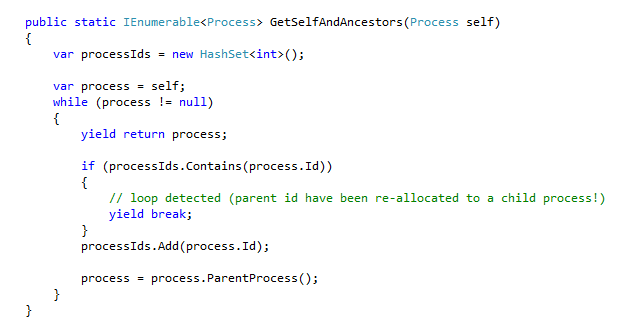 public static IEnumerable<Process> GetSelfAndAncestors(Process self)
{
    var processIds = new HashSet<int>();
    var process = self;
    while (process != null)
    {
        yield return process;
        if (processIds.Contains(process.Id))
        {
            // loop detected (parent id have been re-allocated to a child process!)
            yield break;
        }
        processIds.Add(process.Id);
        process = process.ParentProcess();
    }
}